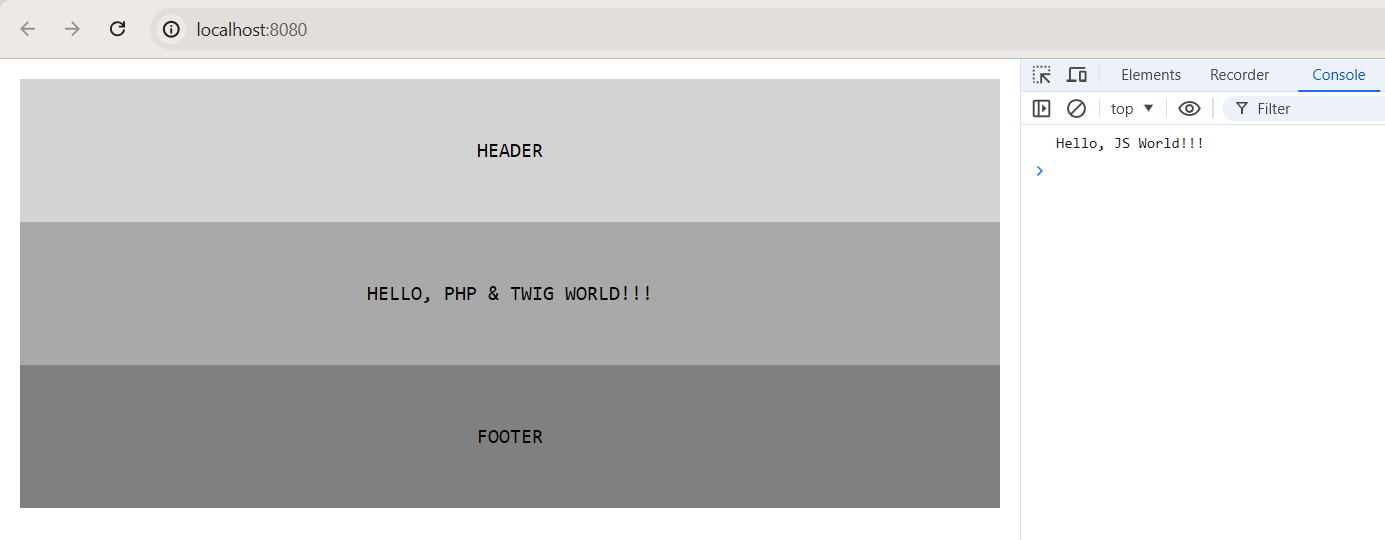 localhost:8080
Elements Recorder Console
top Filter
Hello, JS World!!!
HEADER
HELLO, PHP & TWIG WORLD!!!
FOOTER